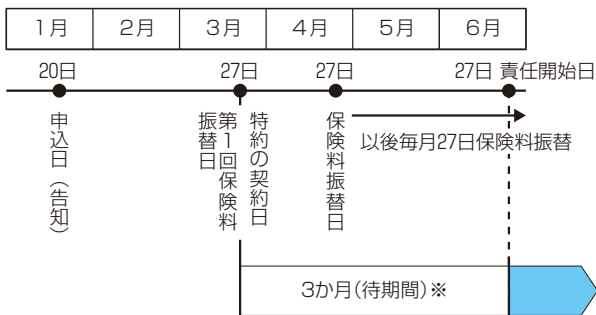 1月 2月 3月 4月 5月 6月
20日 27日 27日 27日 責任開始日
申込日（告知）
第1回保険料
振替日
特約の契約日
保険料振替日
以後毎月27日保険料振替
3か月（待期間）※